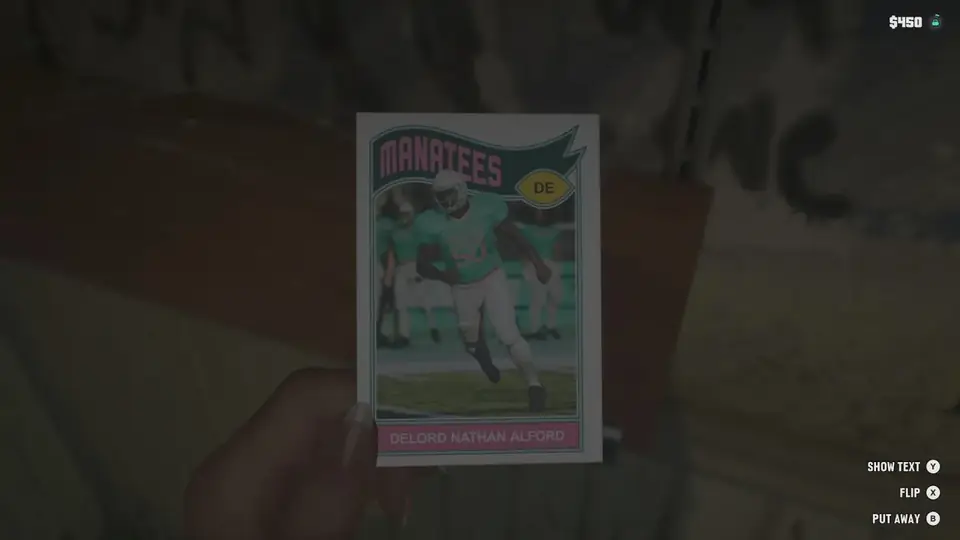 $450
MANATEES
DE
DELORD NATHAN ALFORD
SHOW TEXT Y
FLIP X
PUT AWAY B